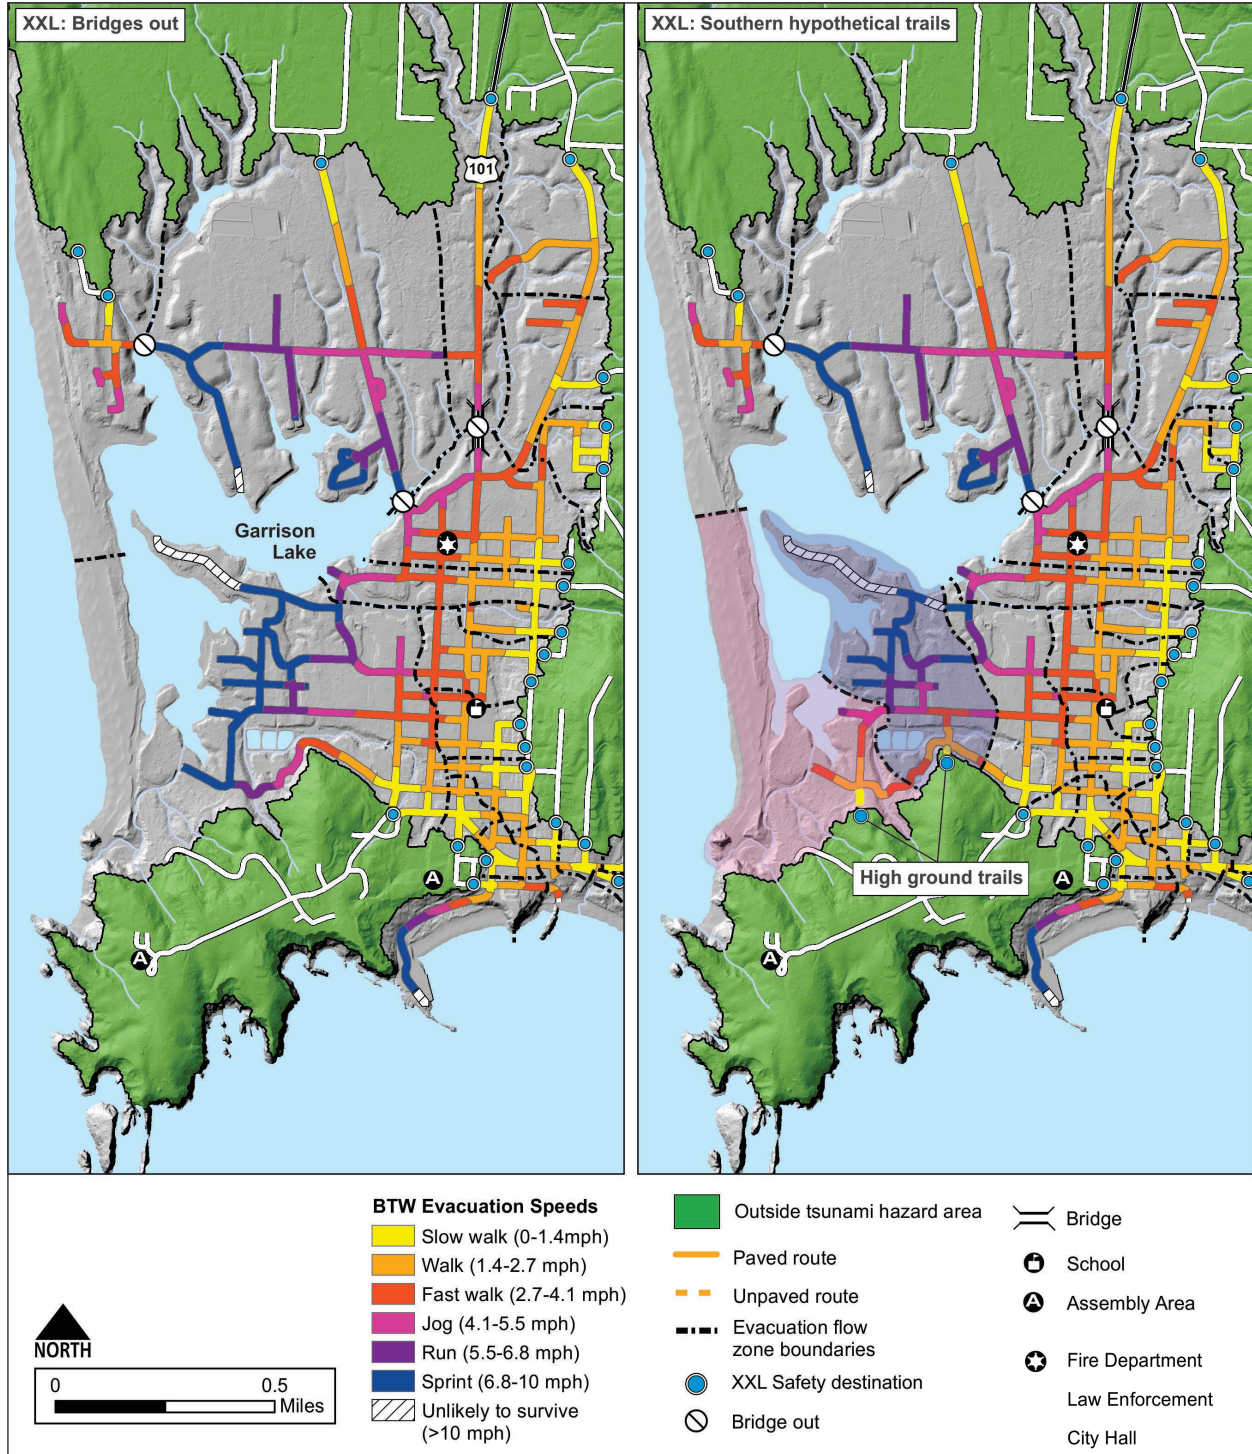 XXL: Bridges out
XXL: Southern hypothetical trails
101
Garrison
Lake
High ground trails
A
A
A
A
BTW Evacuation Speeds
Slow walk (0-1.4mph)
Walk (1.4-2.7 mph)
Fast walk (2.7-4.1 mph)
Jog (4.1-5.5 mph)
Run (5.5-6.8 mph)
Sprint (6.8-10 mph)
Unlikely to survive
(>10 mph)
Outside tsunami hazard area
Paved route
Unpaved route
Evacuation flow
zone boundaries
XXL Safety destination
Bridge out
Bridge
School
A Assembly Area
Fire Department
Law Enforcement
City Hall
NORTH
0 0.5
Miles